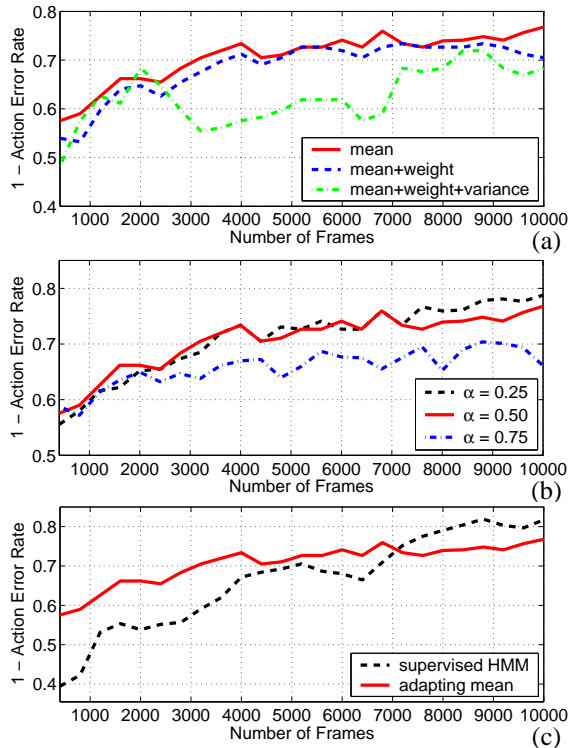 0.8
0.7
0.6
0.5
0.4
1 − Action Error Rate
mean
mean+weight
mean+weight+variance
1000 2000 3000 4000 5000 6000 7000 8000 9000 10000
Number of Frames
(a)
0.8
0.7
0.6
0.5
1 − Action Error Rate
α = 0.25
α = 0.50
α = 0.75
1000 2000 3000 4000 5000 6000 7000 8000 9000 10000
Number of Frames
(b)
0.8
0.7
0.6
0.5
0.4
1 − Action Error Rate
supervised HMM
adapting mean
1000 2000 3000 4000 5000 6000 7000 8000 9000 10000
Number of Frames
(c)